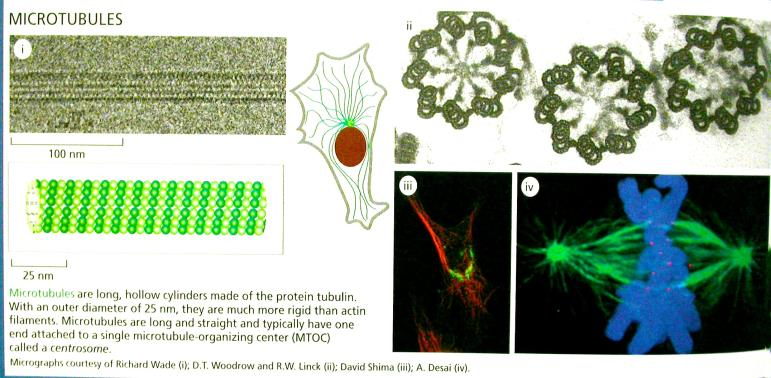 MICROTUBULES
i
100 nm
25 nm
Microtubules are long, hollow cylinders made of the protein tubulin.
With an outer diameter of 25 nm, they are much more rigid than actin
filaments. Microtubules are long and straight and typically have one
end attached to a single microtubule-organizing center (MTOC)
called a centrosome.
ii
iii
iv
Micrographs courtesy of Richard Wade (i); D.T. Woodrow and R.W. Linck (ii); David Shima (iii); A. Desai (iv).